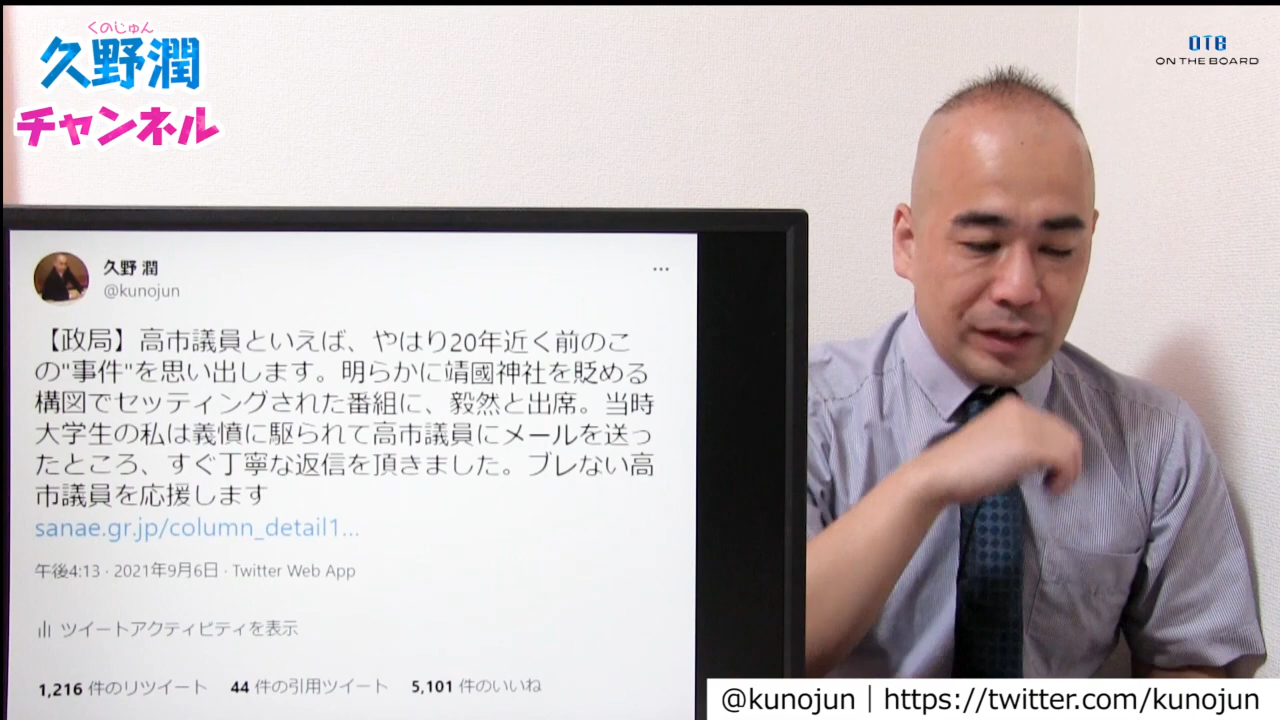 くのじゅん
久野潤
チャンネル
OTB
ON THE BOARD
久野 潤
@kunojun
…
【政局】高市議員といえば、やはり20年近く前のこ
の"事件"を思い出します。明らかに靖國神社を貶める
構図でセッティングされた番組に、毅然と出席。当時
大学生の私は義憤に駆られて高市議員にメールを送っ
たところ、すぐ丁寧な返信を頂きました。ブレない高
市議員を応援します
sanae.gr.jp/column_detail1…
午後4:13 · 2021年9月6日 · Twitter Web App
ツイートアクティビティを表示
1,216 件のリツイート 44 件の引用ツイート 5,101 件のいいね
@kunojun｜https://twitter.com/kunojun